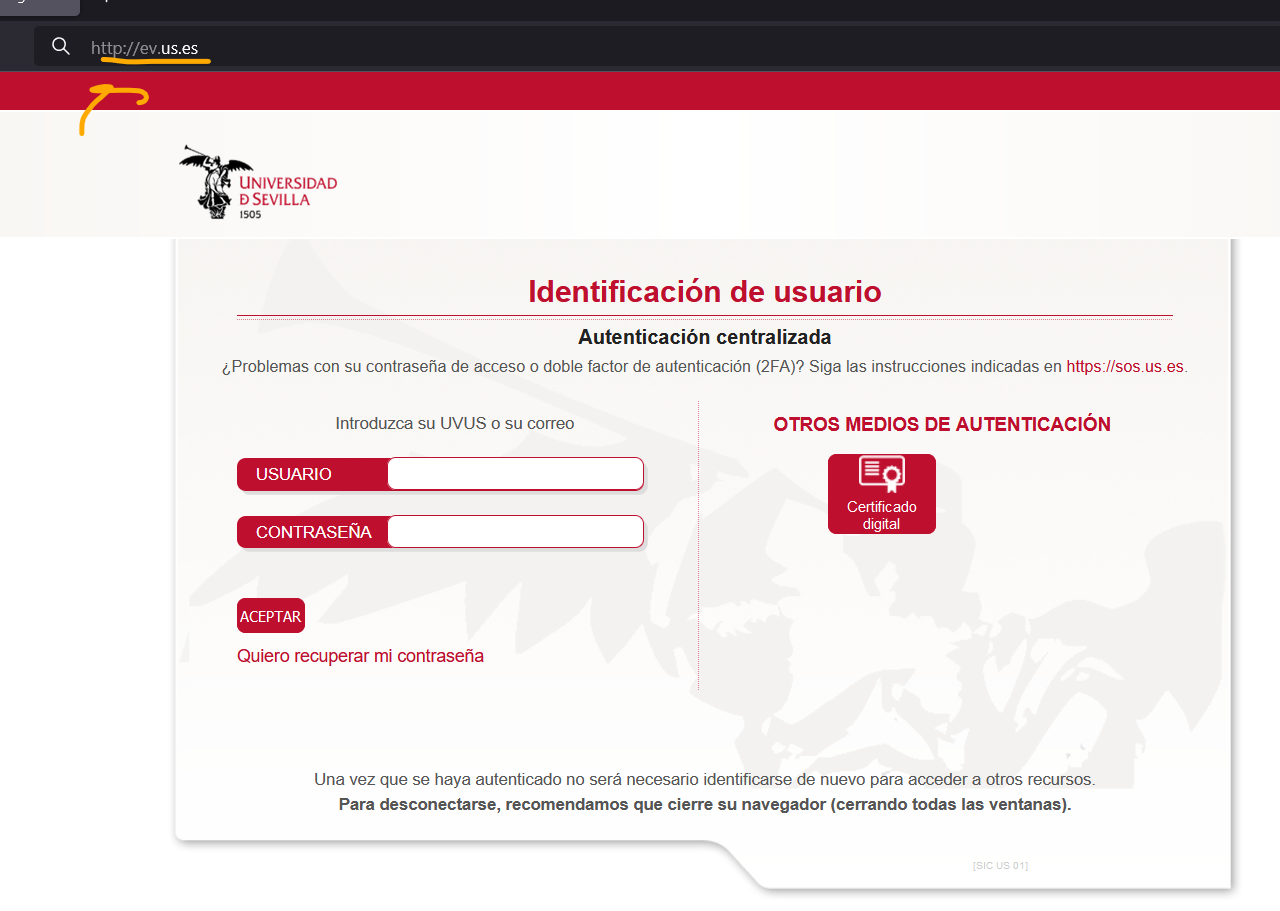 http://ev.us.es
UNIVERSIDAD
Đ SEVILLA
1505
Identificación de usuario
Autenticación centralizada
¿Problemas con su contraseña de acceso o doble factor de autenticación (2FA)? Siga las instrucciones indicadas en https://sos.us.es.
Introduzca su UVUS o su correo
USUARIO
CONTRASEÑA
ACEPTAR
Quiero recuperar mi contraseña
OTROS MEDIOS DE AUTENTICACIÓN
Certificado
digital
Una vez que se haya autenticado no será necesario identificarse de nuevo para acceder a otros recursos.
Para desconectarse, recomendamos que cierre su navegador (cerrando todas las ventanas).
[SIC US 01]